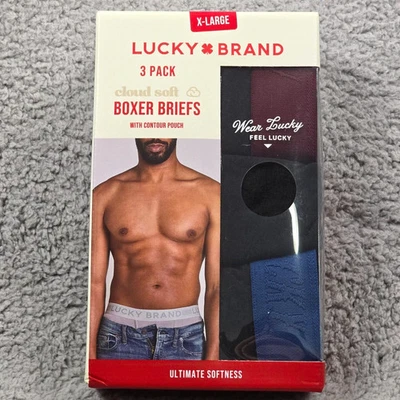 X-LARGE
LUCKY BRAND
3 PACK
cloud soft
BOXER BRIEFS
WITH CONTOUR POUCH
Wear Lucky
FEEL LUCKY
LUCKY BRAND
ULTIMATE SOFTNESS